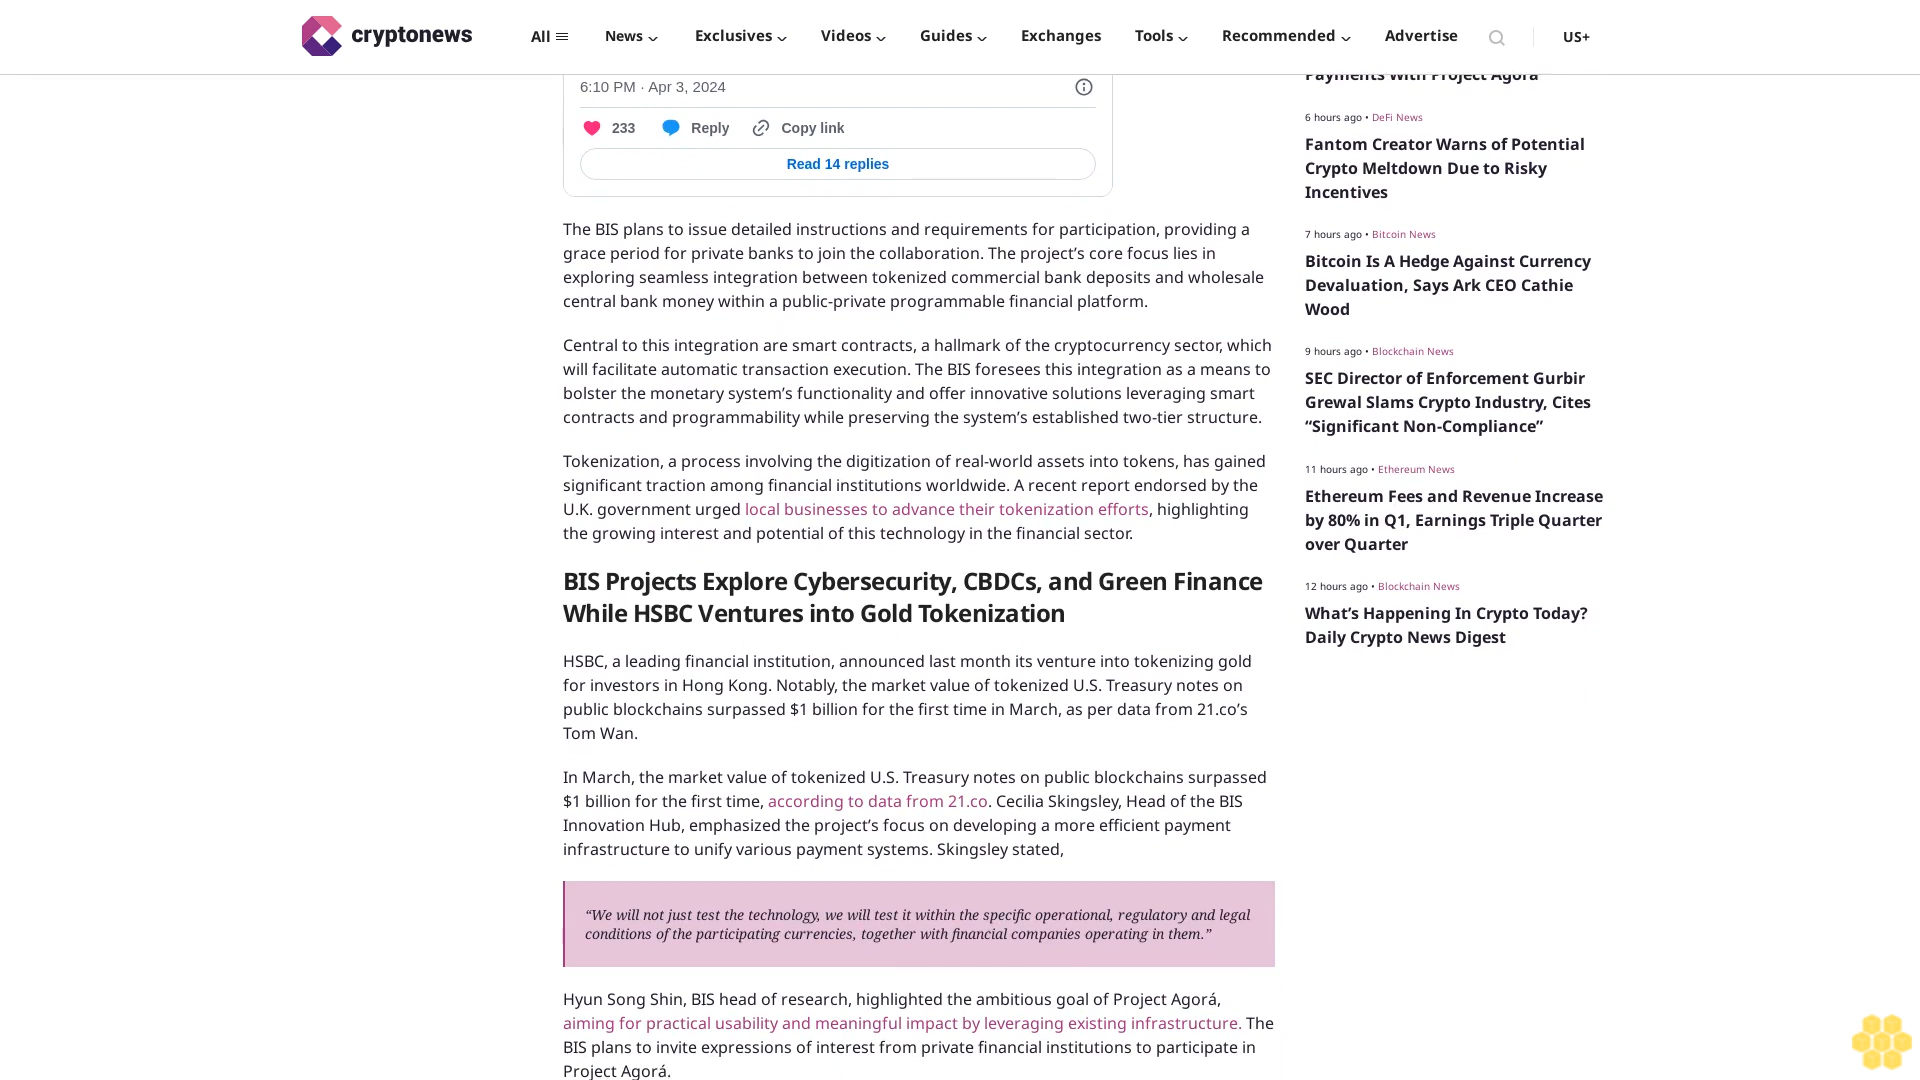 cryptonews
All
News
Exclusives
Videos
Guides
Exchanges
Tools
Recommended
Advertise
US+
6:10 PM · Apr 3, 2024
233
Reply
Copy link
Read 14 replies
The BIS plans to issue detailed instructions and requirements for participation, providing a
grace period for private banks to join the collaboration. The project’s core focus lies in
exploring seamless integration between tokenized commercial bank deposits and wholesale
central bank money within a public-private programmable financial platform.
Central to this integration are smart contracts, a hallmark of the cryptocurrency sector, which
will facilitate automatic transaction execution. The BIS foresees this integration as a means to
bolster the monetary system’s functionality and offer innovative solutions leveraging smart
contracts and programmability while preserving the system’s established two-tier structure.
Tokenization, a process involving the digitization of real-world assets into tokens, has gained
significant traction among financial institutions worldwide. A recent report endorsed by the
U.K. government urged local businesses to advance their tokenization efforts, highlighting
the growing interest and potential of this technology in the financial sector.
BIS Projects Explore Cybersecurity, CBDCs, and Green Finance
While HSBC Ventures into Gold Tokenization
HSBC, a leading financial institution, announced last month its venture into tokenizing gold
for investors in Hong Kong. Notably, the market value of tokenized U.S. Treasury notes on
public blockchains surpassed $1 billion for the first time in March, as per data from 21.co’s
Tom Wan.
In March, the market value of tokenized U.S. Treasury notes on public blockchains surpassed
$1 billion for the first time, according to data from 21.co. Cecilia Skingsley, Head of the BIS
Innovation Hub, emphasized the project’s focus on developing a more efficient payment
infrastructure to unify various payment systems. Skingsley stated,
“We will not just test the technology, we will test it within the specific operational, regulatory and legal
conditions of the participating currencies, together with financial companies operating in them.”
Hyun Song Shin, BIS head of research, highlighted the ambitious goal of Project Agorá,
aiming for practical usability and meaningful impact by leveraging existing infrastructure. The
BIS plans to invite expressions of interest from private financial institutions to participate in
Project Agorá.
Payments With Project Agorá
6 hours ago • DeFi News
Fantom Creator Warns of Potential
Crypto Meltdown Due to Risky
Incentives
7 hours ago • Bitcoin News
Bitcoin Is A Hedge Against Currency
Devaluation, Says Ark CEO Cathie
Wood
9 hours ago • Blockchain News
SEC Director of Enforcement Gurbir
Grewal Slams Crypto Industry, Cites
“Significant Non-Compliance”
11 hours ago • Ethereum News
Ethereum Fees and Revenue Increase
by 80% in Q1, Earnings Triple Quarter
over Quarter
12 hours ago • Blockchain News
What’s Happening In Crypto Today?
Daily Crypto News Digest